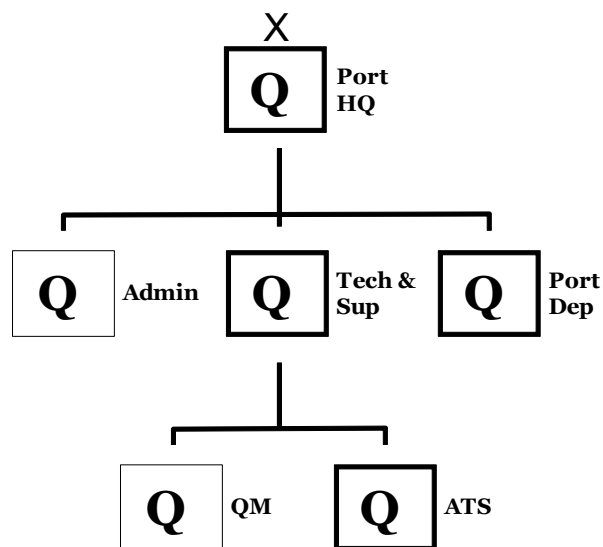 X
Q Port
HQ
Q Admin Q Tech & Q Port
Sup Dep
Q QM Q ATS